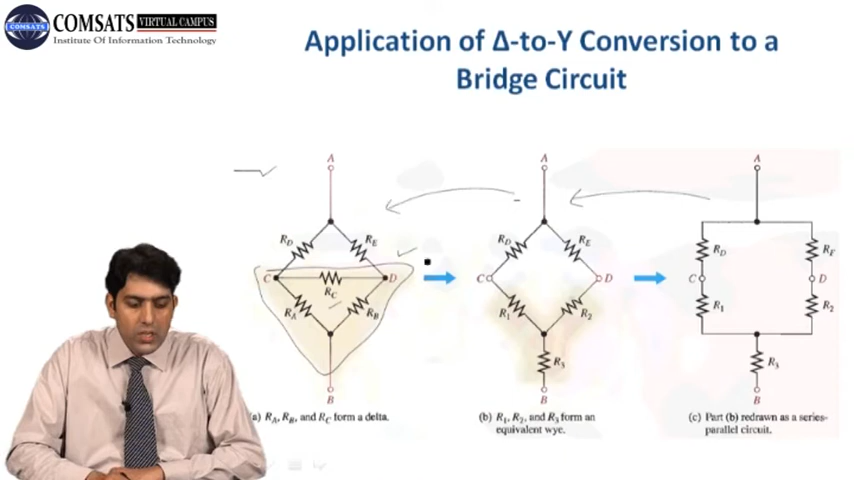 COMSATS VIRTUAL CAMPUS
Institute Of Information Technology
Application of Δ-to-Y Conversion to a
Bridge Circuit
A
R_D
R_E
C
D
R_C
R_A
R_B
B
(a) R_A, R_B, and R_C form a delta.
A
R_D
R_E
C
D
R_1
R_2
R_3
B
(b) R_1, R_2, and R_3 form an
equivalent wye.
A
R_D
R_F
C
D
R_1
R_2
R_3
B
(c) Part (b) redrawn as a series-
parallel circuit.